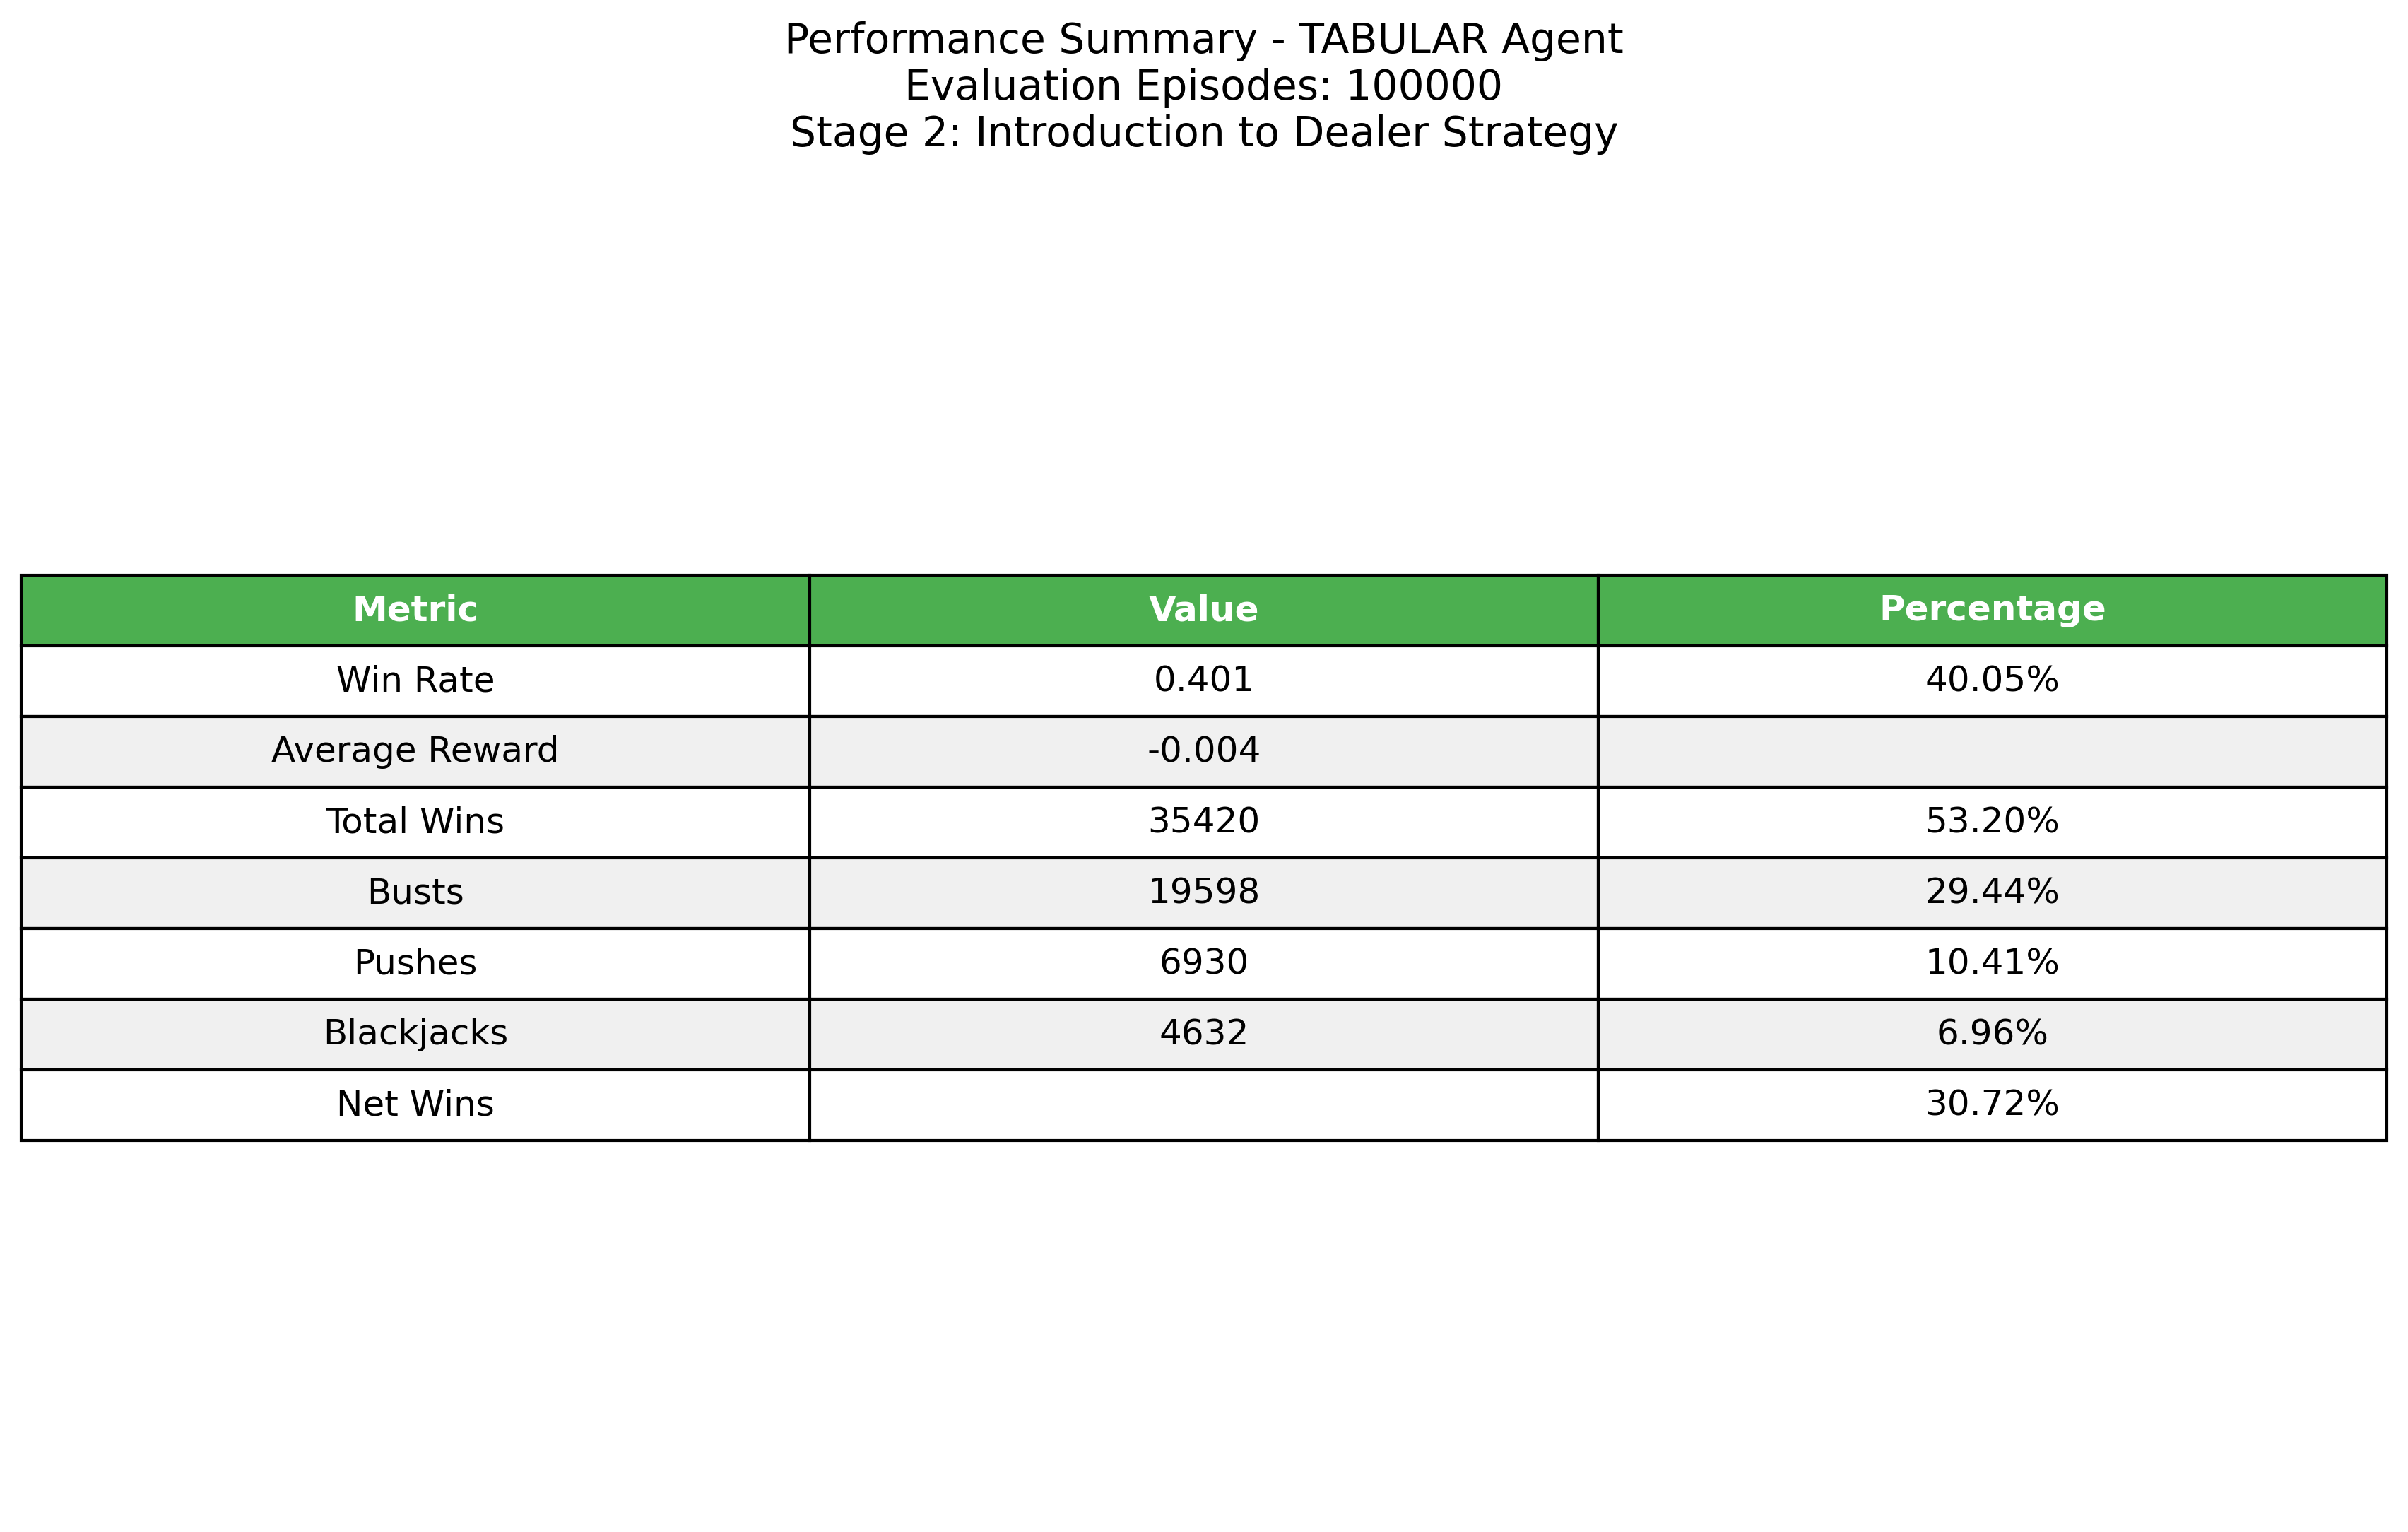 Performance Summary - TABULAR Agent
Evaluation Episodes: 100000
Stage 2: Introduction to Dealer Strategy
Metric Value Percentage
Win Rate 0.401 40.05%
Average Reward -0.004
Total Wins 35420 53.20%
Busts 19598 29.44%
Pushes 6930 10.41%
Blackjacks 4632 6.96%
Net Wins 30.72%